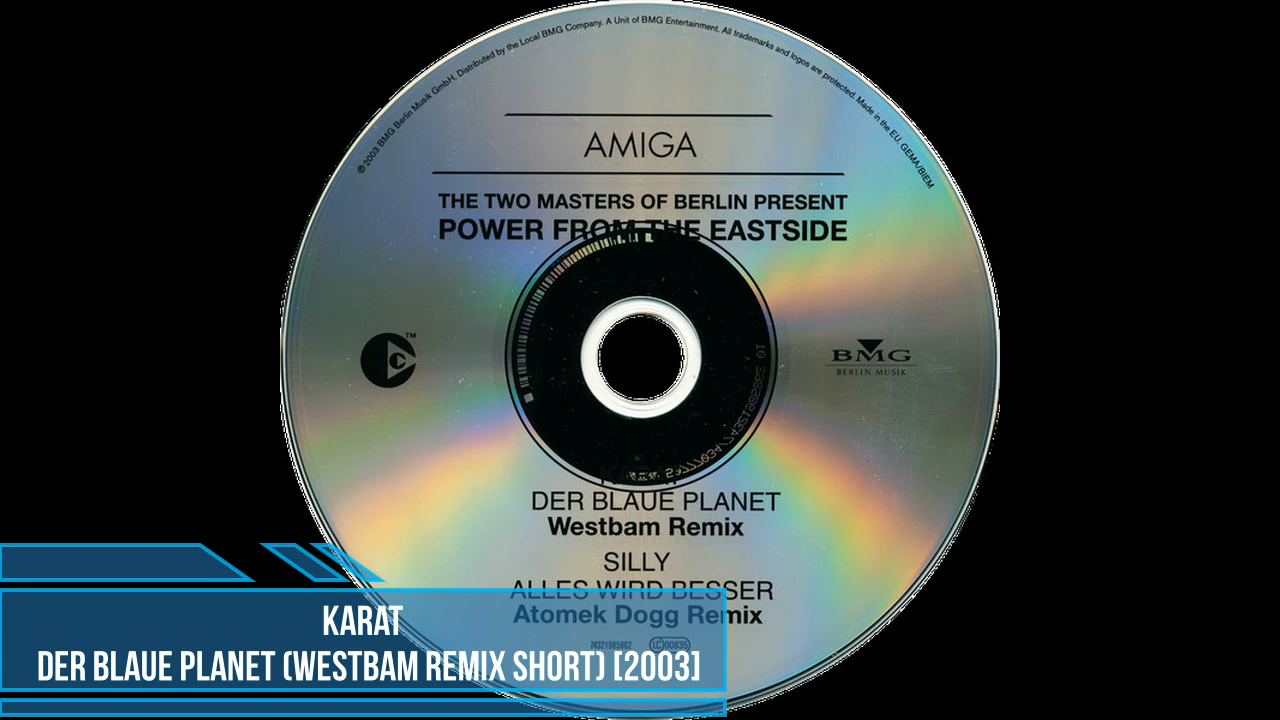 ℗2003 BMG Berlin Musik GmbH. Distributed by the Local BMG Company. A Unit of BMG Entertainment. All trademarks and logos are protected. Made in the EU. GEMA/BIEM
AMIGA
THE TWO MASTERS OF BERLIN PRESENT
POWER FROM THE EASTSIDE
C
™
BMG
BERLIN MUSIK
DER BLAUE PLANET
Westbam Remix
SILLY
ALLES WIRD BESSER
Atomek Dogg Remix
LC 00835
KARAT
DER BLAUE PLANET (WESTBAM REMIX SHORT) [2003]